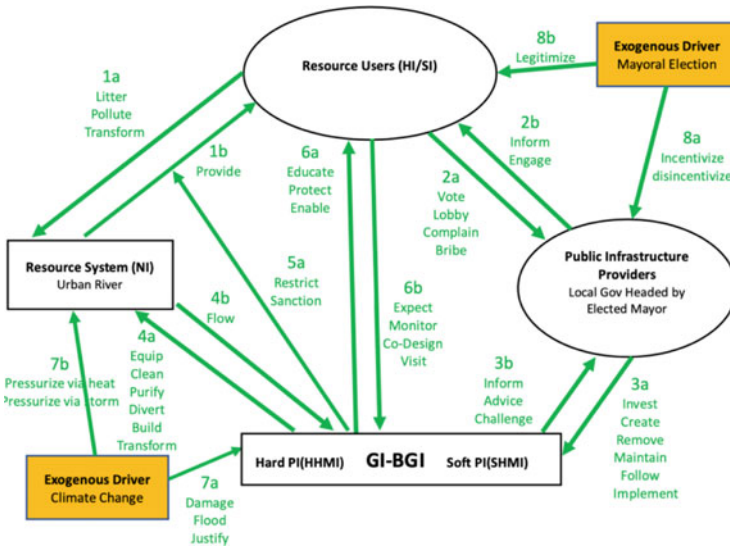 8b
Legitimize
Exogenous Driver
Mayoral Election
Resource Users (HI/SI)
1a
Litter
Pollute
Transform
2b
Inform
Engage
8a
Incentivize
disincentivize
1b
Provide
6a
Educate
Protect
Enable
2a
Vote
Lobby
Complain
Bribe
Resource System (NI)
Urban River
Public Infrastructure
Providers
Local Gov Headed by
Elected Mayor
5a
Restrict
Sanction
4b
Flow
6b
Expect
Monitor
Co-Design
Visit
7b
Pressurize via heat
Pressurize via storm
4a
Equip
Clean
Purify
Divert
Build
Transform
3b
Inform
Advice
Challenge
3a
Invest
Create
Remove
Maintain
Follow
Implement
Hard PI(HHMI) GI-BGI Soft PI(SHMI)
Exogenous Driver
Climate Change
7a
Damage
Flood
Justify